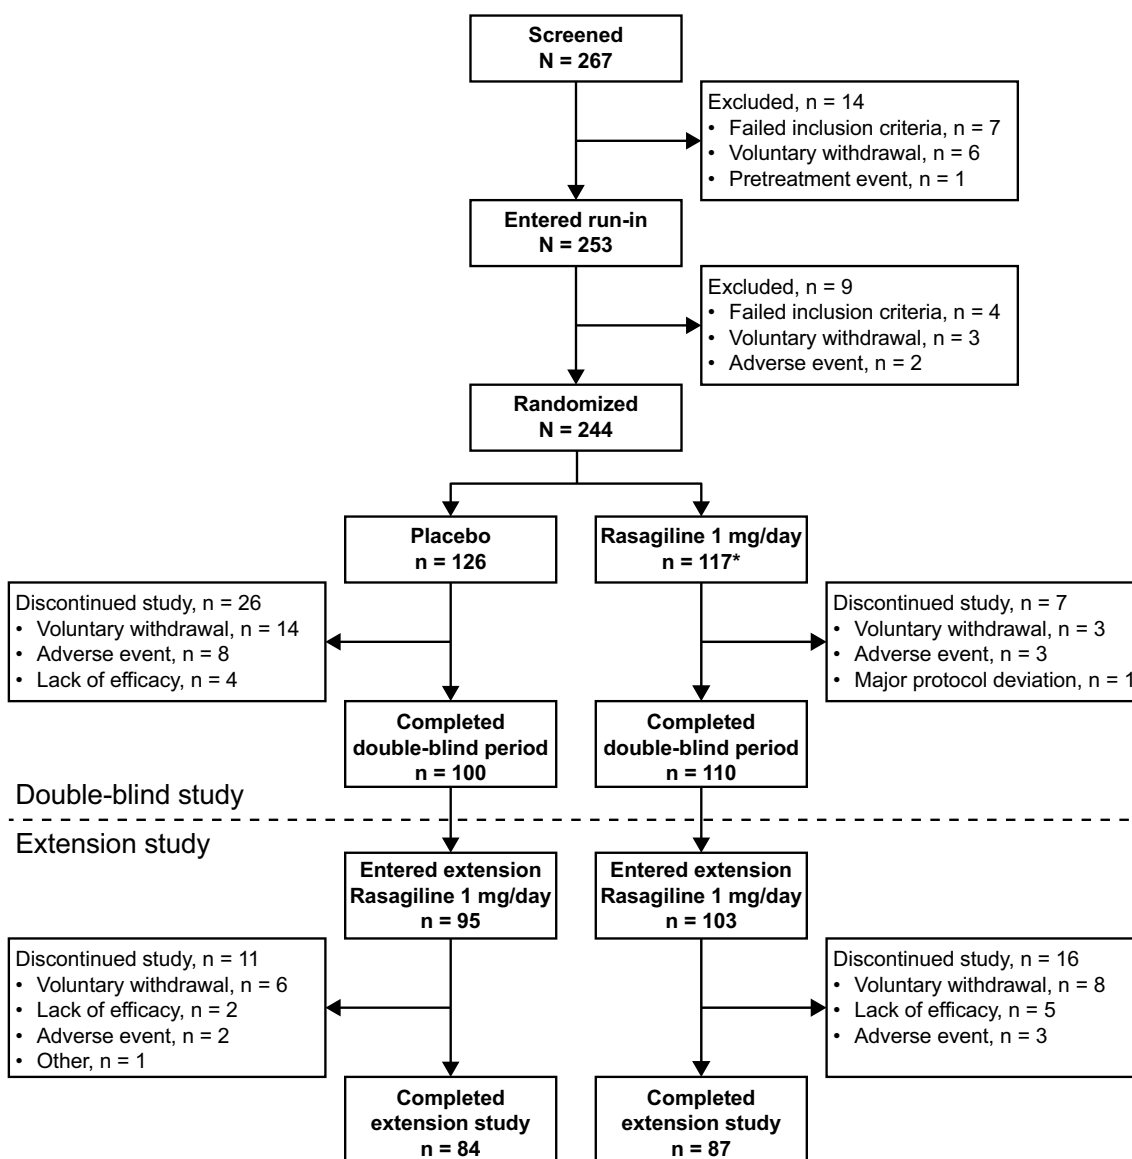 Screened
N = 267
Excluded, n = 14
• Failed inclusion criteria, n = 7
• Voluntary withdrawal, n = 6
• Pretreatment event, n = 1
Entered run-in
N = 253
Excluded, n = 9
• Failed inclusion criteria, n = 4
• Voluntary withdrawal, n = 3
• Adverse event, n = 2
Randomized
N = 244
Placebo
n = 126
Rasagiline 1 mg/day
n = 117*
Discontinued study, n = 26
• Voluntary withdrawal, n = 14
• Adverse event, n = 8
• Lack of efficacy, n = 4
Discontinued study, n = 7
• Voluntary withdrawal, n = 3
• Adverse event, n = 3
• Major protocol deviation, n = 1
Completed
double-blind period
n = 100
Completed
double-blind period
n = 110
Double-blind study
Extension study
Entered extension
Rasagiline 1 mg/day
n = 95
Entered extension
Rasagiline 1 mg/day
n = 103
Discontinued study, n = 11
• Voluntary withdrawal, n = 6
• Lack of efficacy, n = 2
• Adverse event, n = 2
• Other, n = 1
Discontinued study, n = 16
• Voluntary withdrawal, n = 8
• Lack of efficacy, n = 5
• Adverse event, n = 3
Completed
extension study
n = 84
Completed
extension study
n = 87